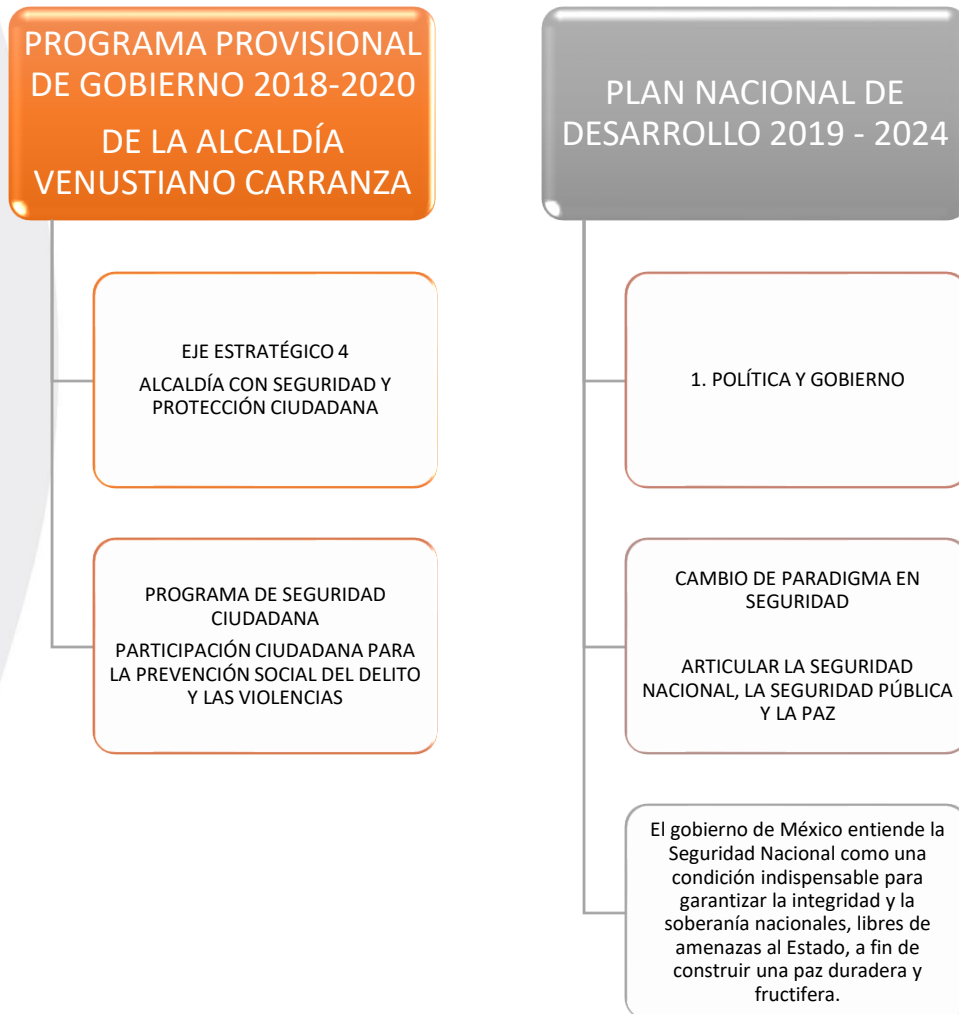 PROGRAMA PROVISIONAL
DE GOBIERNO 2018-2020
DE LA ALCALDÍA
VENUSTIANO CARRANZA
EJE ESTRATÉGICO 4
ALCALDÍA CON SEGURIDAD Y
PROTECCIÓN CIUDADANA
PROGRAMA DE SEGURIDAD
CIUDADANA
PARTICIPACIÓN CIUDADANA PARA
LA PREVENCIÓN SOCIAL DEL DELITO
Y LAS VIOLENCIAS
PLAN NACIONAL DE
DESARROLLO 2019 - 2024
1. POLÍTICA Y GOBIERNO
CAMBIO DE PARADIGMA EN
SEGURIDAD
ARTICULAR LA SEGURIDAD
NACIONAL, LA SEGURIDAD PÚBLICA
Y LA PAZ
El gobierno de México entiende la
Seguridad Nacional como una
condición indispensable para
garantizar la integridad y la
soberanía nacionales, libres de
amenazas al Estado, a fin de
construir una paz duradera y
fructifera.